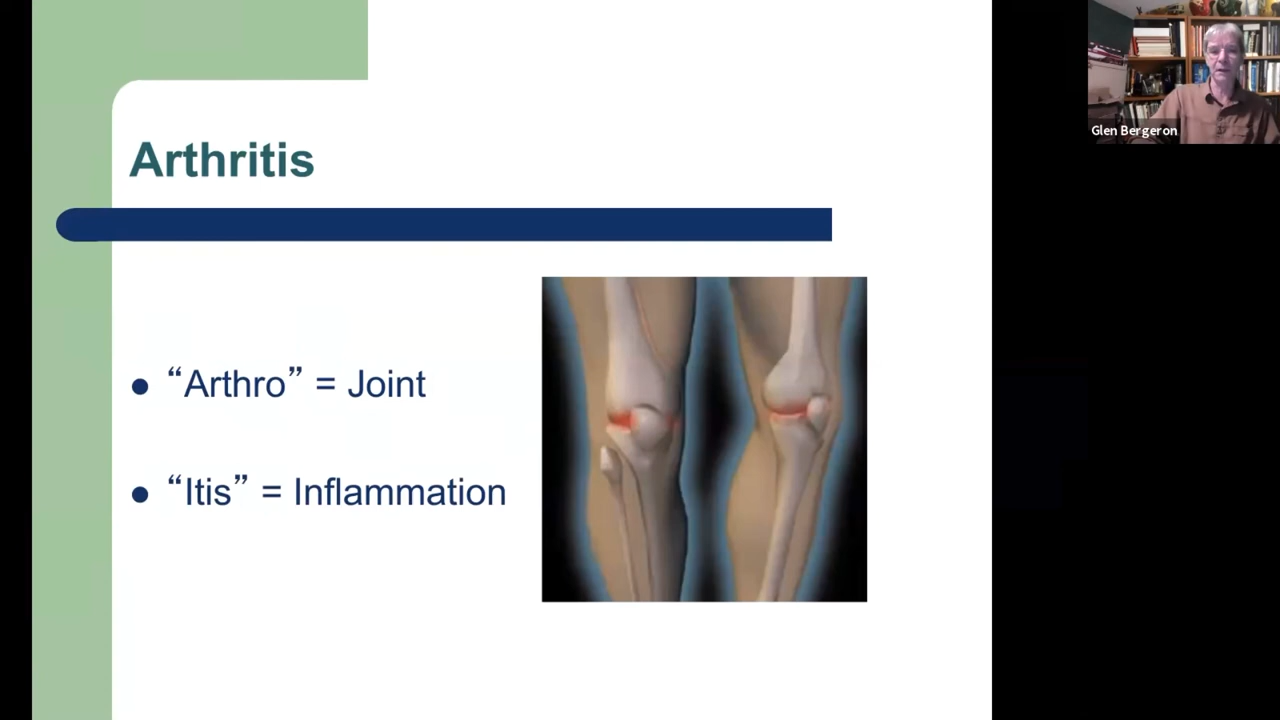 Arthritis
“Arthro” = Joint
“Itis” = Inflammation
Glen Bergeron